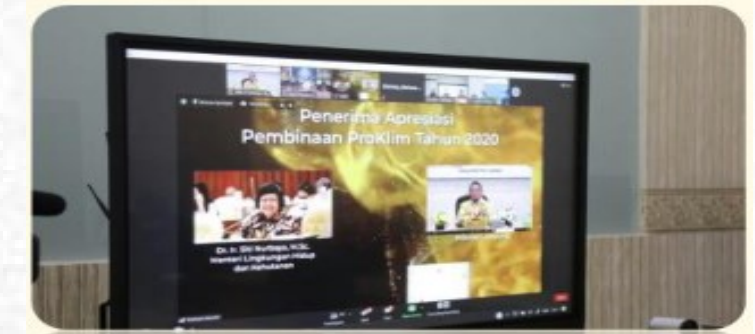 Penerima Apresiasi
Pembinaan ProKlim Tahun 2020
Dr. Ir. Siti Nurbaya, M.Sc.
Menteri Lingkungan Hidup
dan Kehutanan